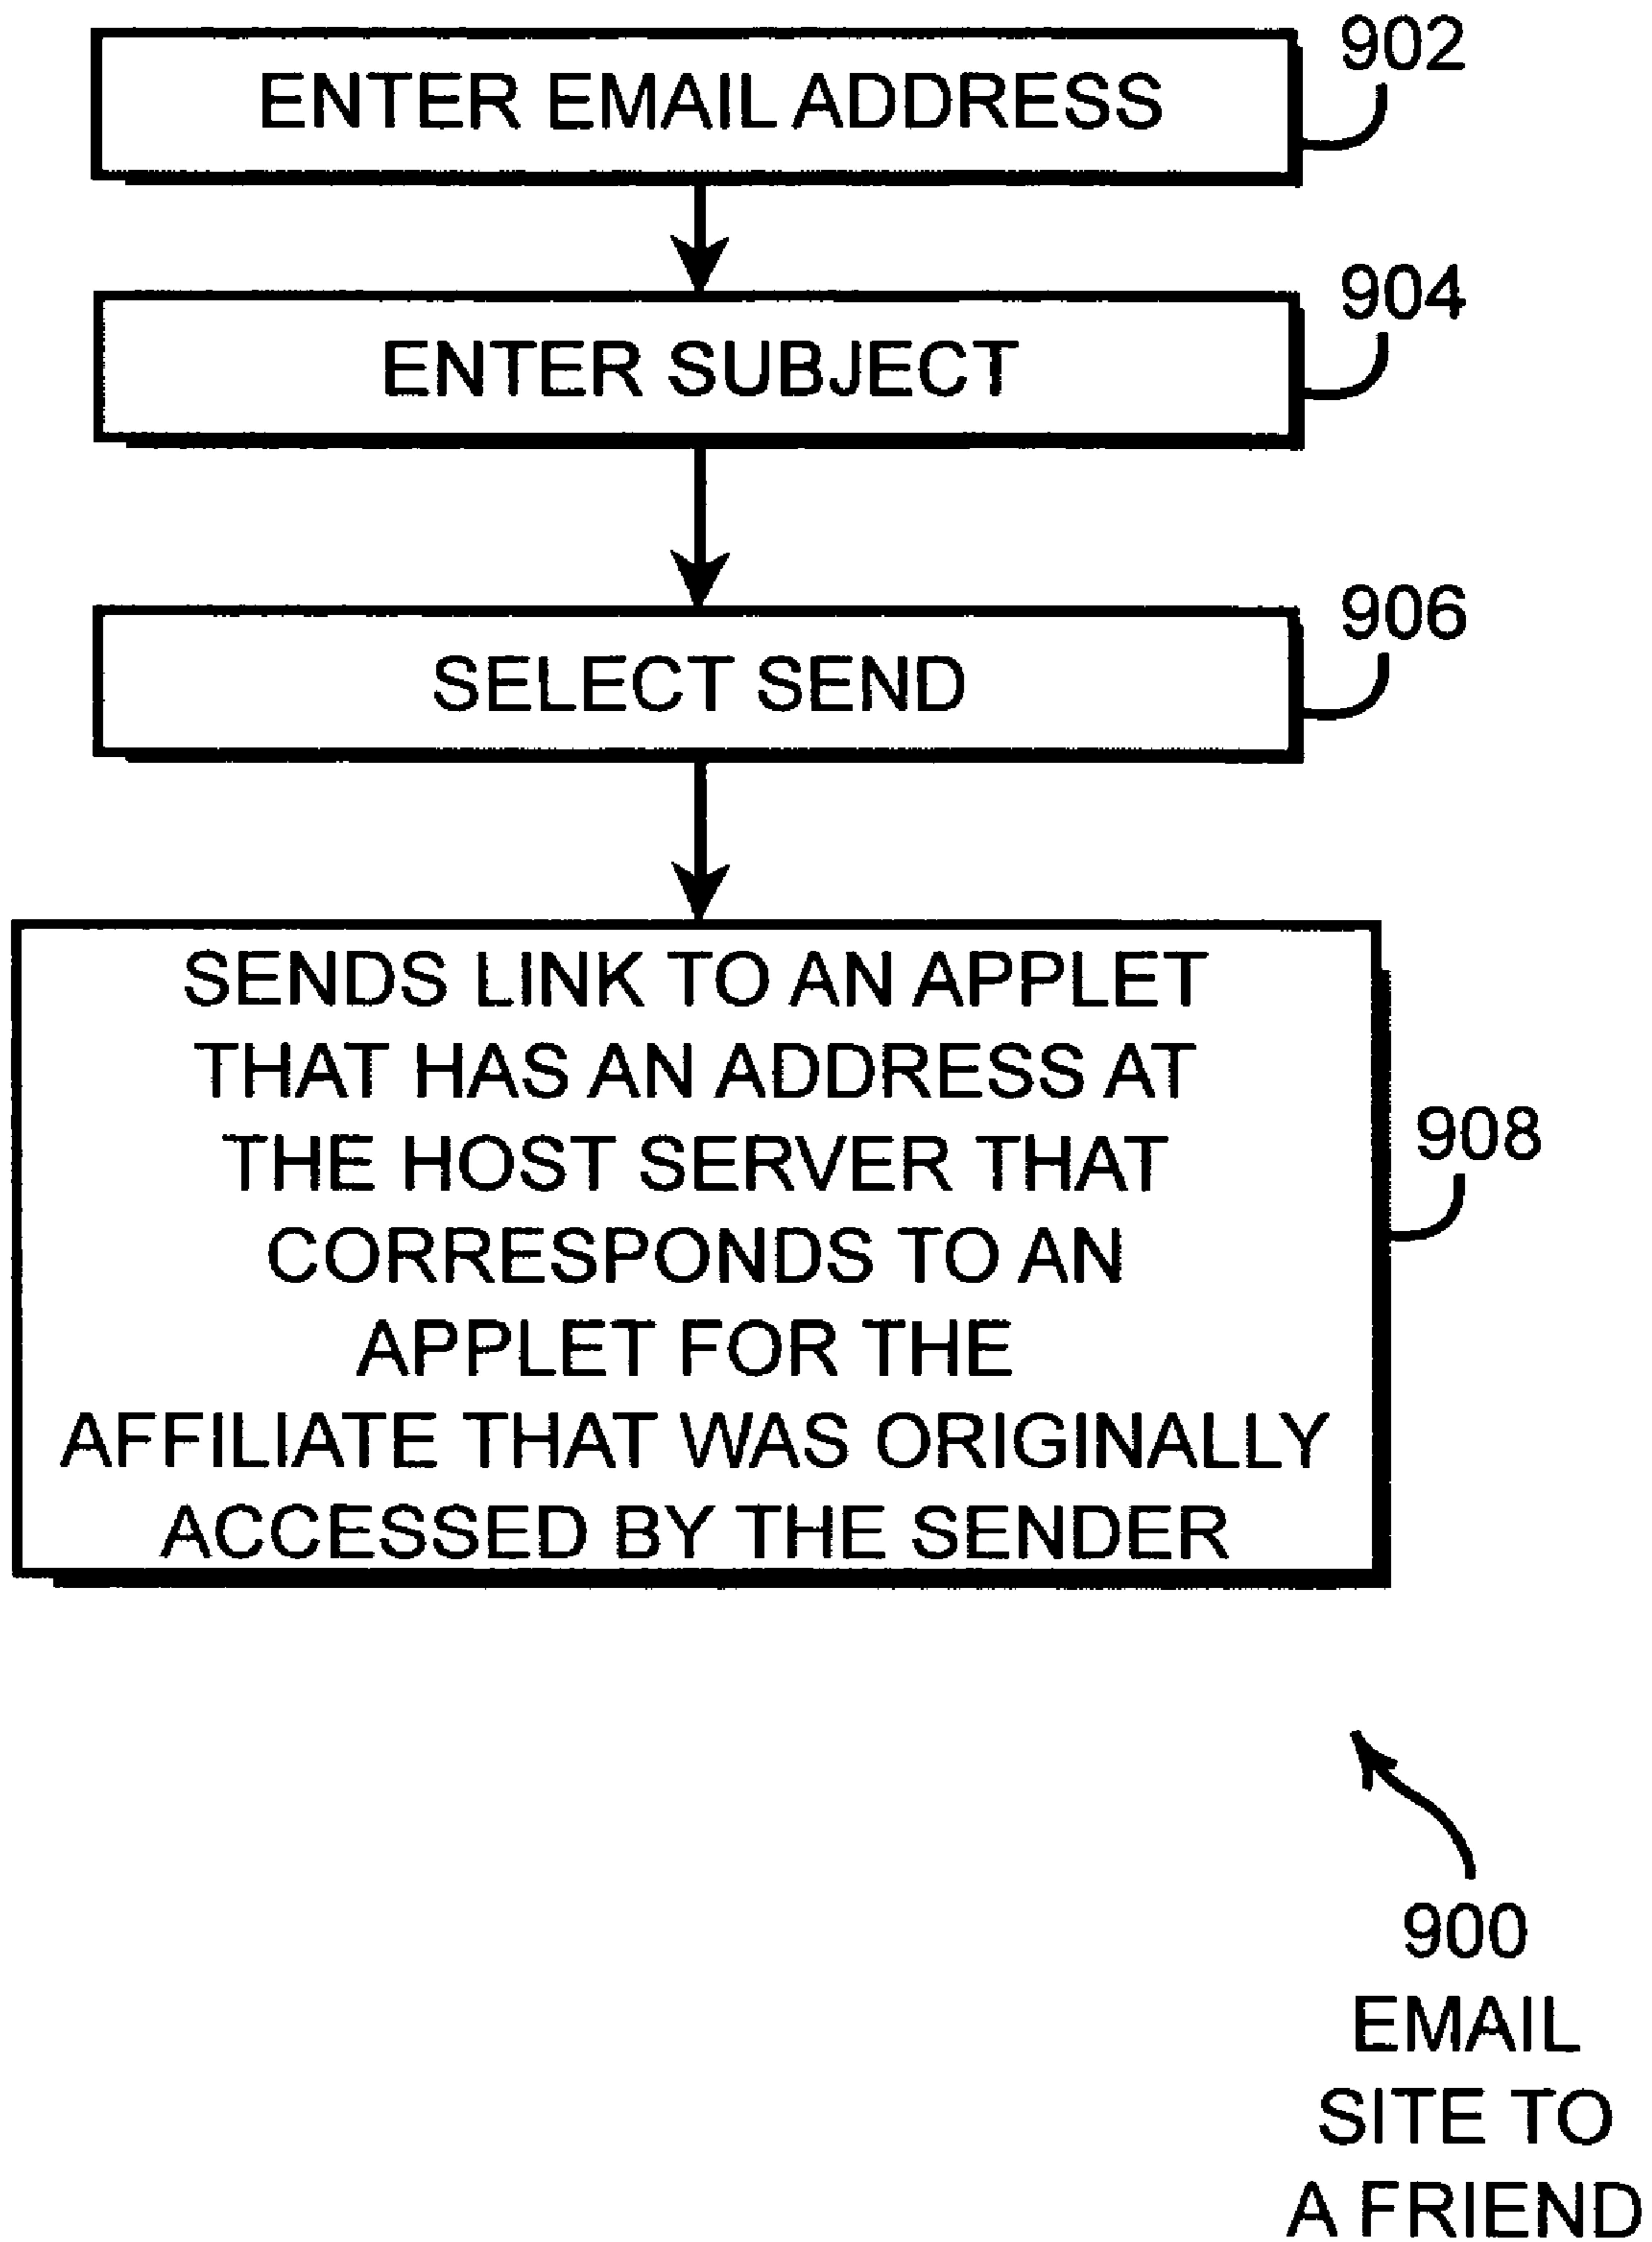 902
ENTER EMAIL ADDRESS
904
ENTER SUBJECT
906
SELECT SEND
SENDS LINK TO AN APPLET
THAT HAS AN ADDRESS AT
THE HOST SERVER THAT
CORRESPONDS TO AN
APPLET FOR THE
AFFILIATE THAT WAS ORIGINALLY
ACCESSED BY THE SENDER
908
900
EMAIL
SITE TO
A FRIEND